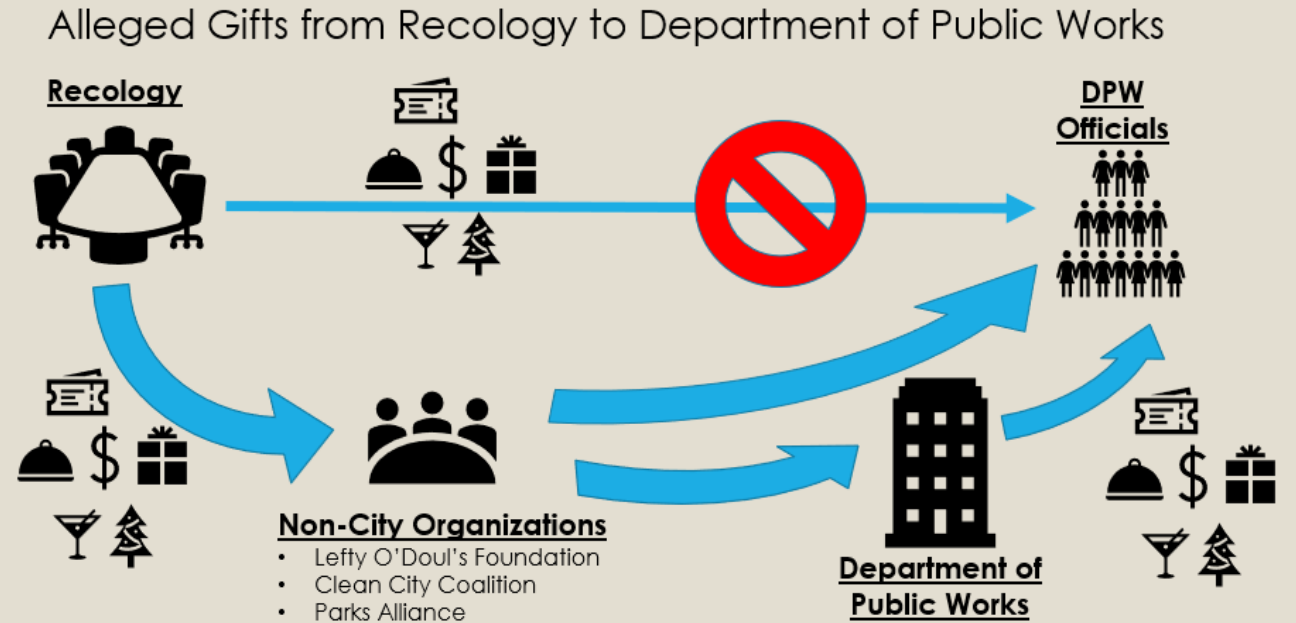 Alleged Gifts from Recology to Department of Public Works
Recology
DPW
Officials
$
$
$
Non-City Organizations
• Lefty O'Doul's Foundation
• Clean City Coalition
• Parks Alliance
Department of
Public Works